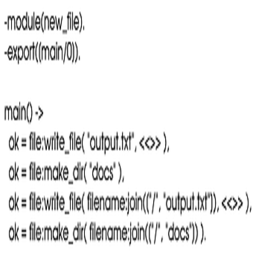 -module(new_file).
-export((main/0)).
main() ->
ok = file:write_file( "output.txt", <<>> ),
ok = file:make_dir( "docs" ),
ok = file:write_file( filename:join(("/", "output.txt")), <<>> ),
ok = file:make_dir( filename:join(("/", "docs")) ).